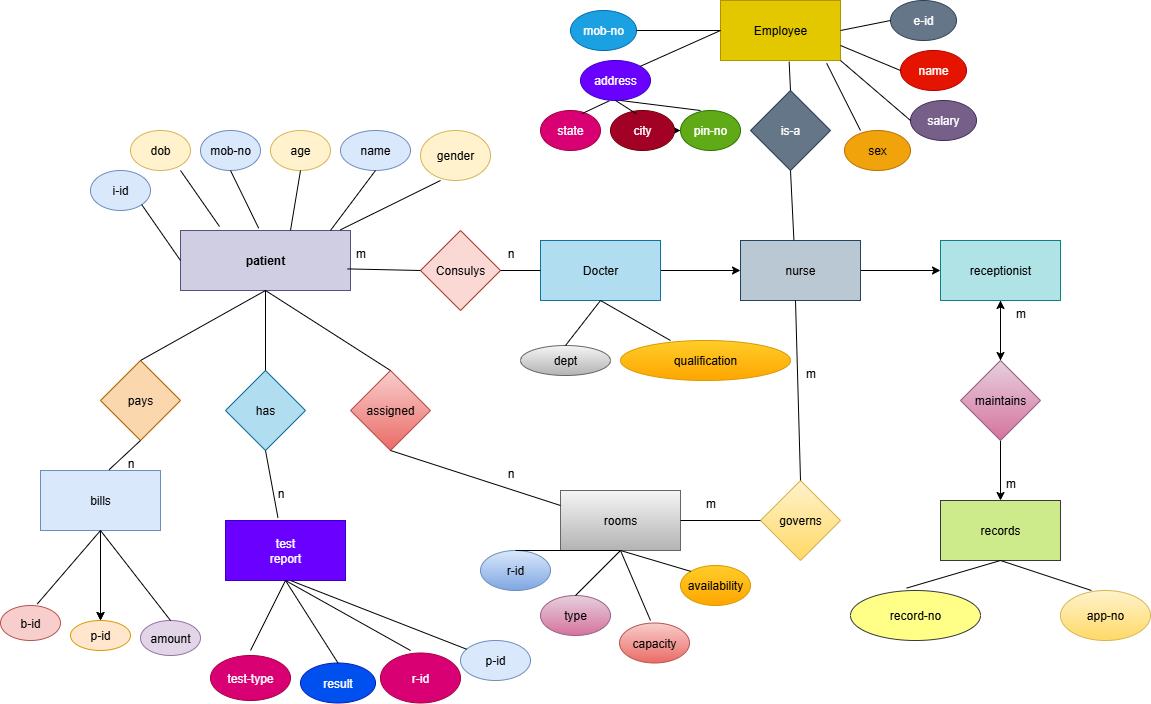 Employee
e-id
mob-no
name
address
salary
state
city
pin-no
is-a
sex
dob
mob-no
age
name
gender
i-id
patient
m
Consulys
n
Docter
nurse
receptionist
m
dept
qualification
m
pays
has
assigned
maintains
n
n
n
m
m
bills
test
report
rooms
governs
records
r-id
availability
type
capacity
record-no
app-no
b-id
p-id
amount
test-type
result
r-id
p-id